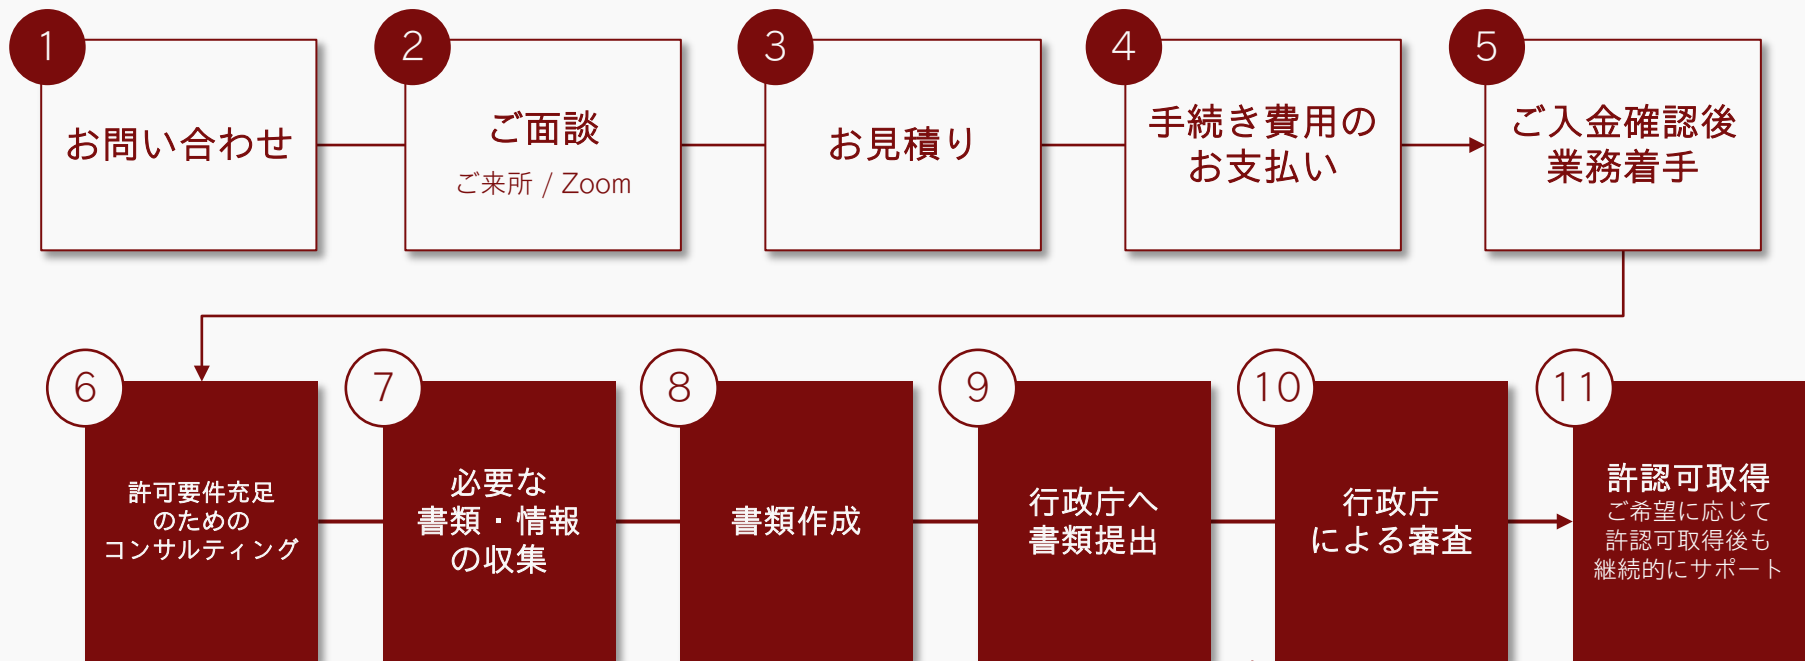 1
お問い合わせ
2
ご面談
ご来所 / Zoom
3
お見積り
4
手続き費用の
お支払い
5
ご入金確認後
業務着手
6
許可要件充足
のための
コンサルティング
7
必要な
書類・情報
の収集
8
書類作成
9
行政庁へ
書類提出
10
行政庁
による審査
11
許認可取得
ご希望に応じて
許認可取得後も
継続的にサポート